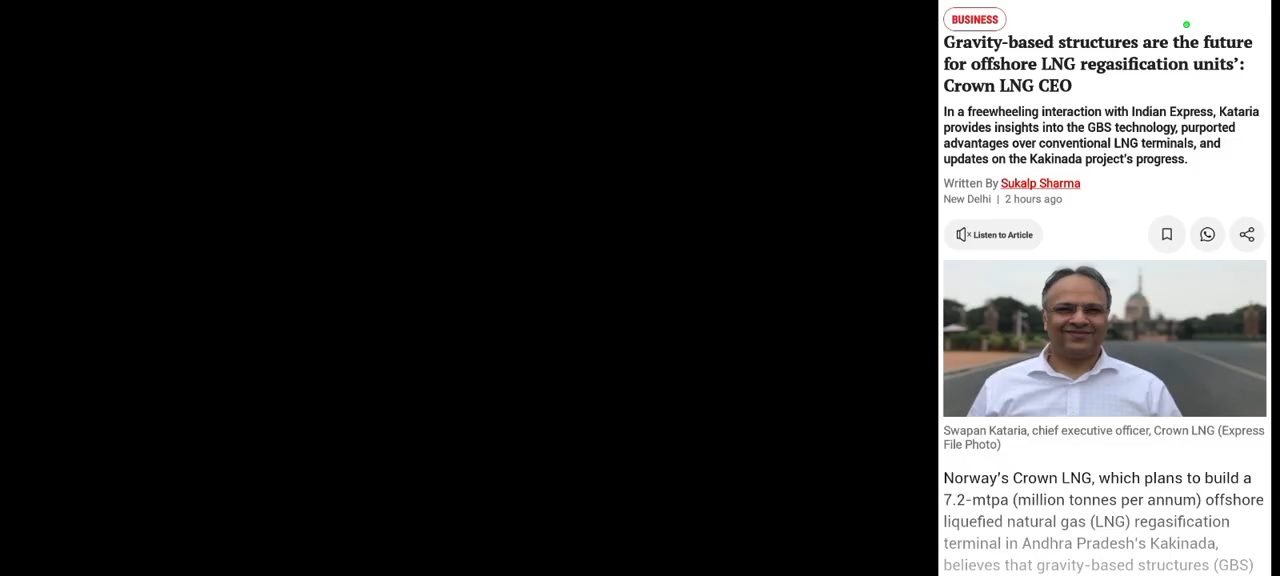 BUSINESS
Gravity-based structures are the future
for offshore LNG regasification units’:
Crown LNG CEO
In a freewheeling interaction with Indian Express, Kataria
provides insights into the GBS technology, purported
advantages over conventional LNG terminals, and
updates on the Kakinada project's progress.
Written By Sukalp Sharma
New Delhi | 2 hours ago
Listen to Article
Swapan Kataria, chief executive officer, Crown LNG (Express
File Photo)
Norway's Crown LNG, which plans to build a
7.2-mtpa (million tonnes per annum) offshore
liquefied natural gas (LNG) regasification
terminal in Andhra Pradesh's Kakinada,
believes that gravity-based structures (GBS)